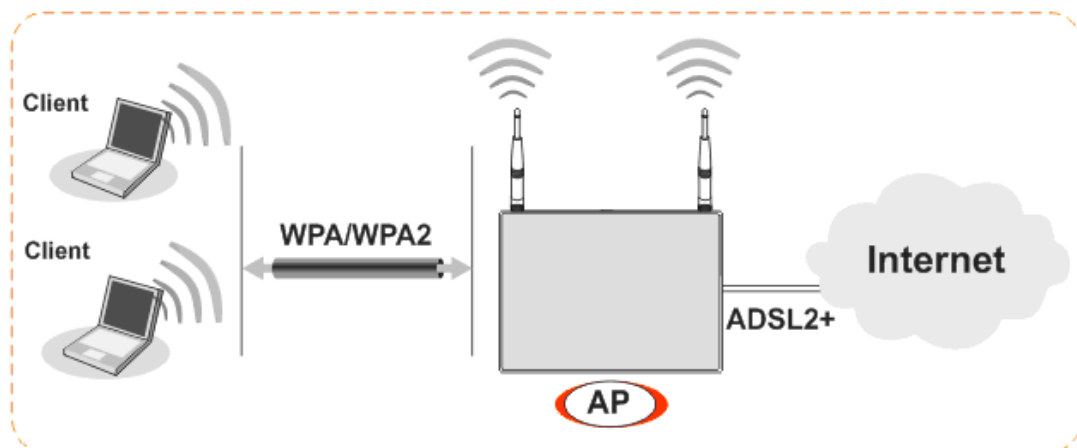 Client
Client
WPA/WPA2
Internet
ADSL2+
AP